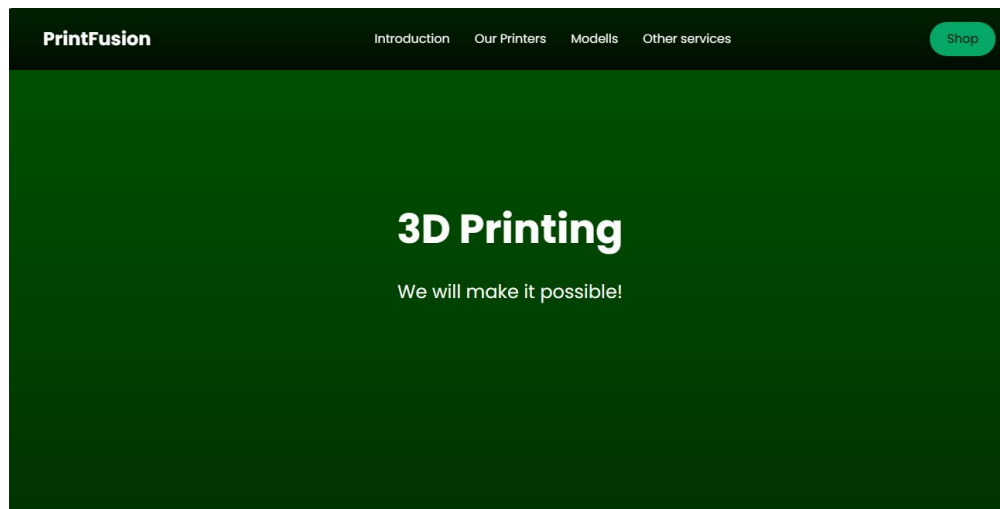 PrintFusion Introduction Our Printers Modells Other services Shop
3D Printing
We will make it possible!